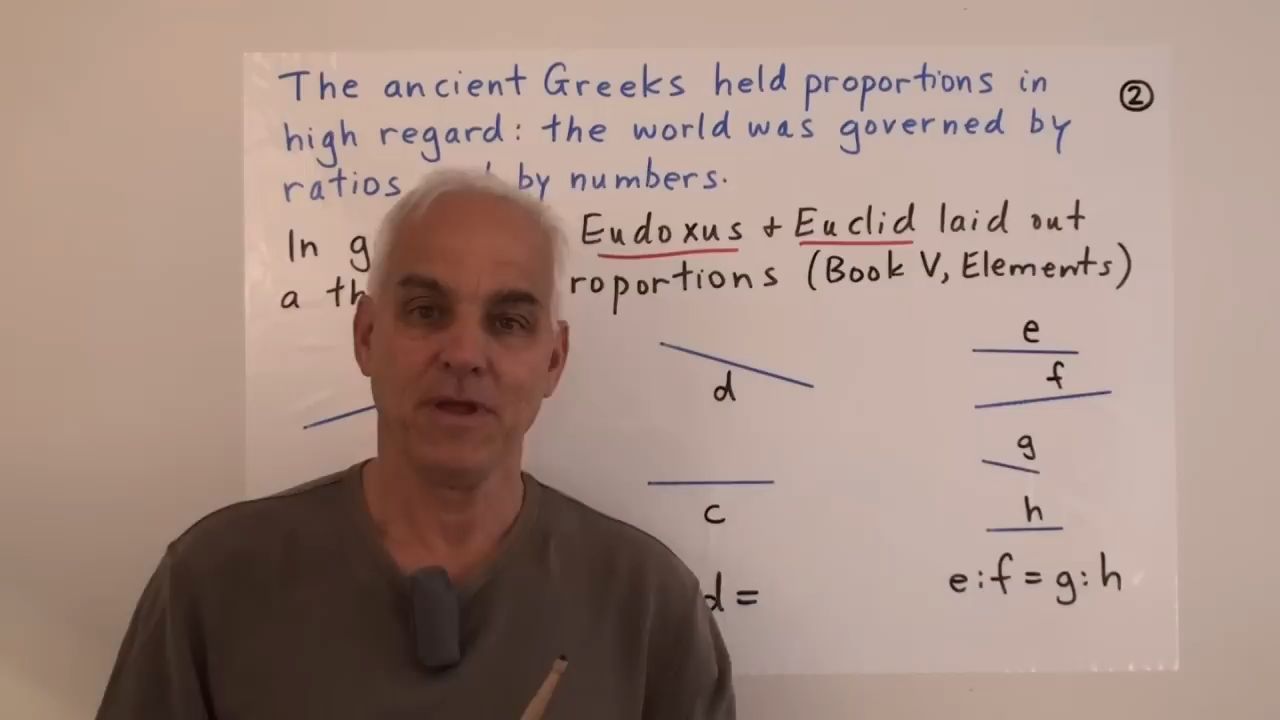 The ancient Greeks held proportions in
②
high regard: the world was governed by
ratios by numbers.
In Eudoxus + Euclid laid out
a (Book V, Elements)
e
d
f
g
c
h
d =
e:f = g:h